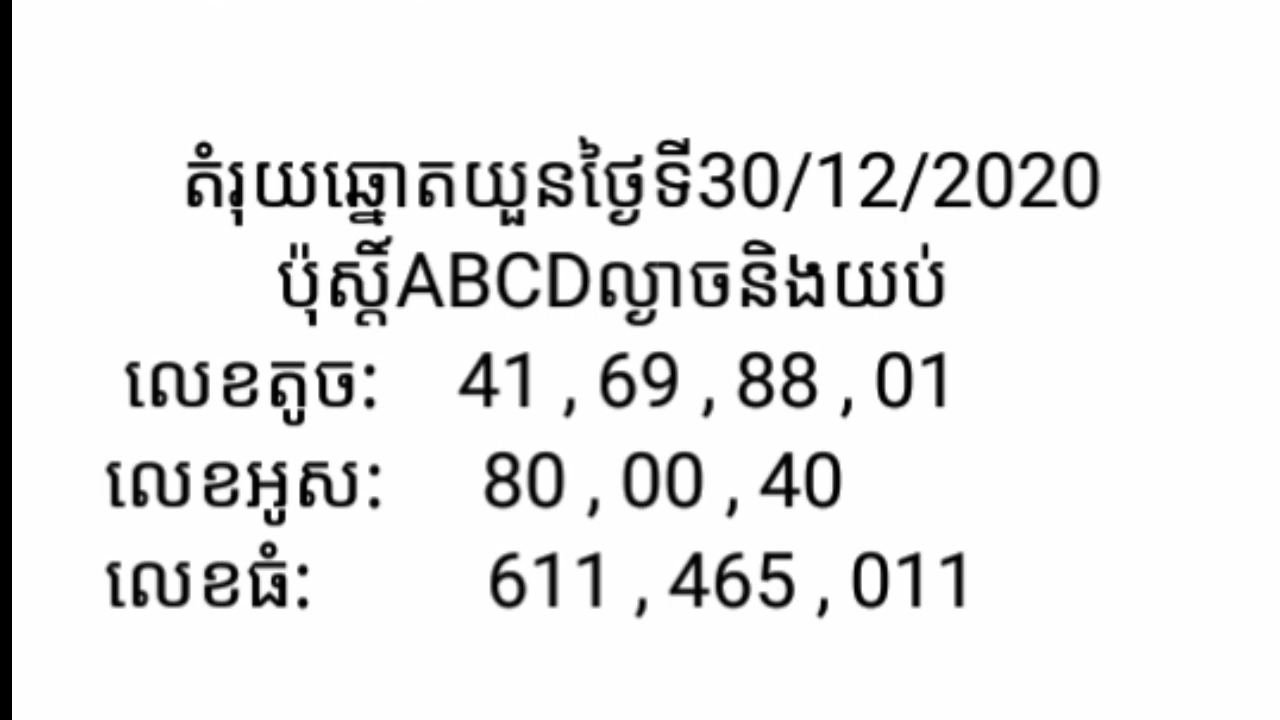 តំរុយឆ្នោតយួនថ្ងៃទី30/12/2020
ប៉ុស្តិ៍ABCDល្ងាចនិងយប់
លេខតូច: 41 , 69 , 88 , 01
លេខអូស: 80 , 00 , 40
លេខធំ: 611 , 465 , 011